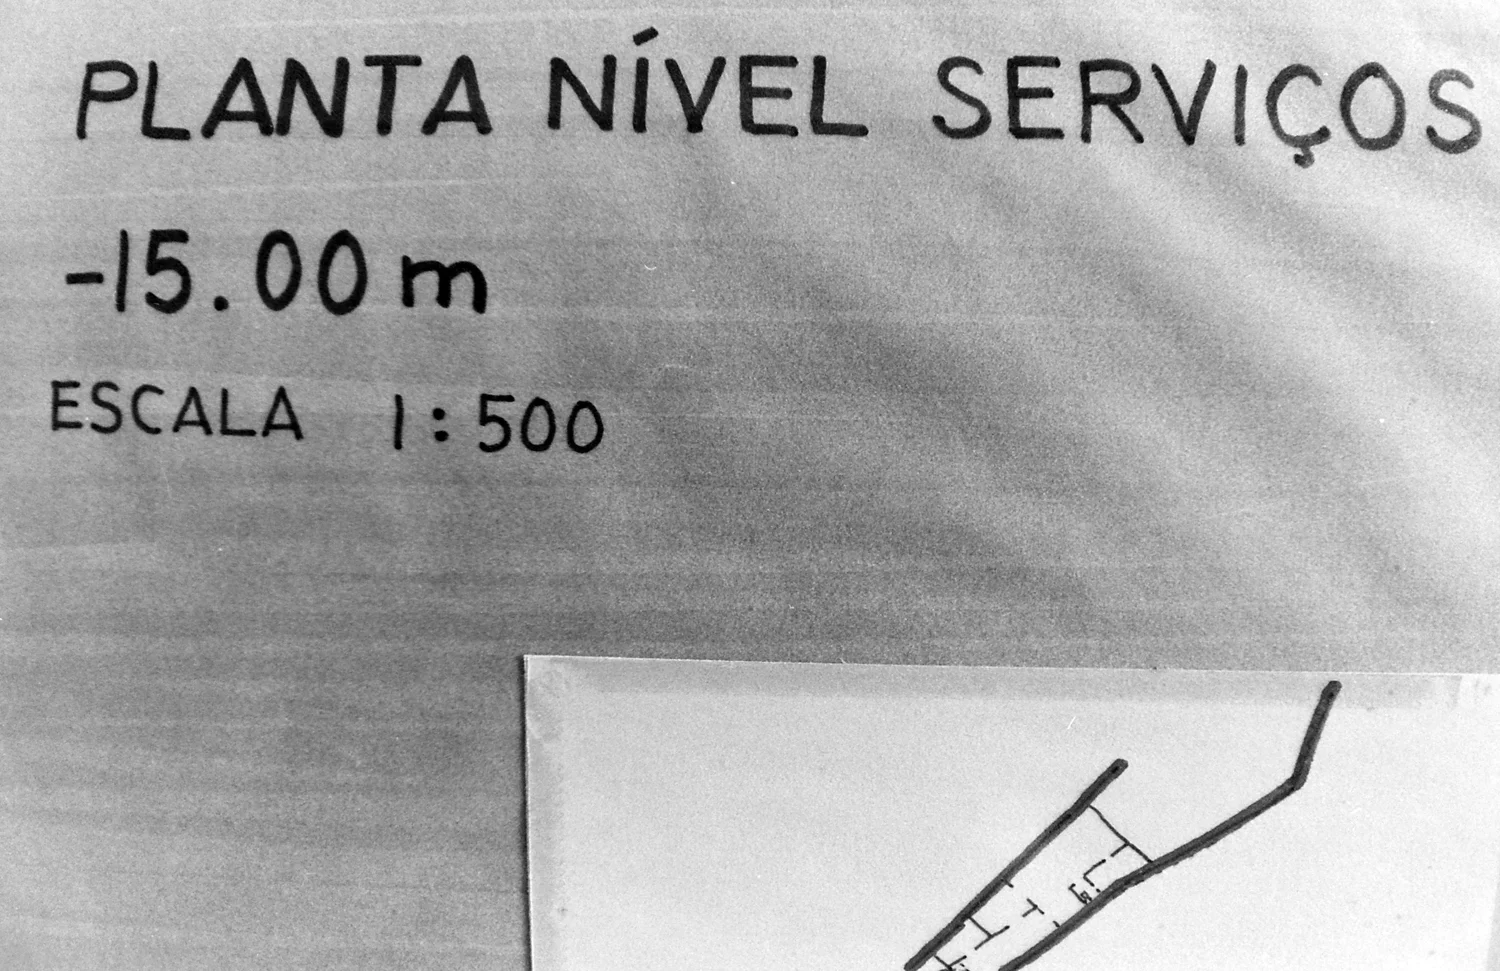 PLANTA NÍVEL SERVIÇOS
-15.00 m
ESCALA 1:500